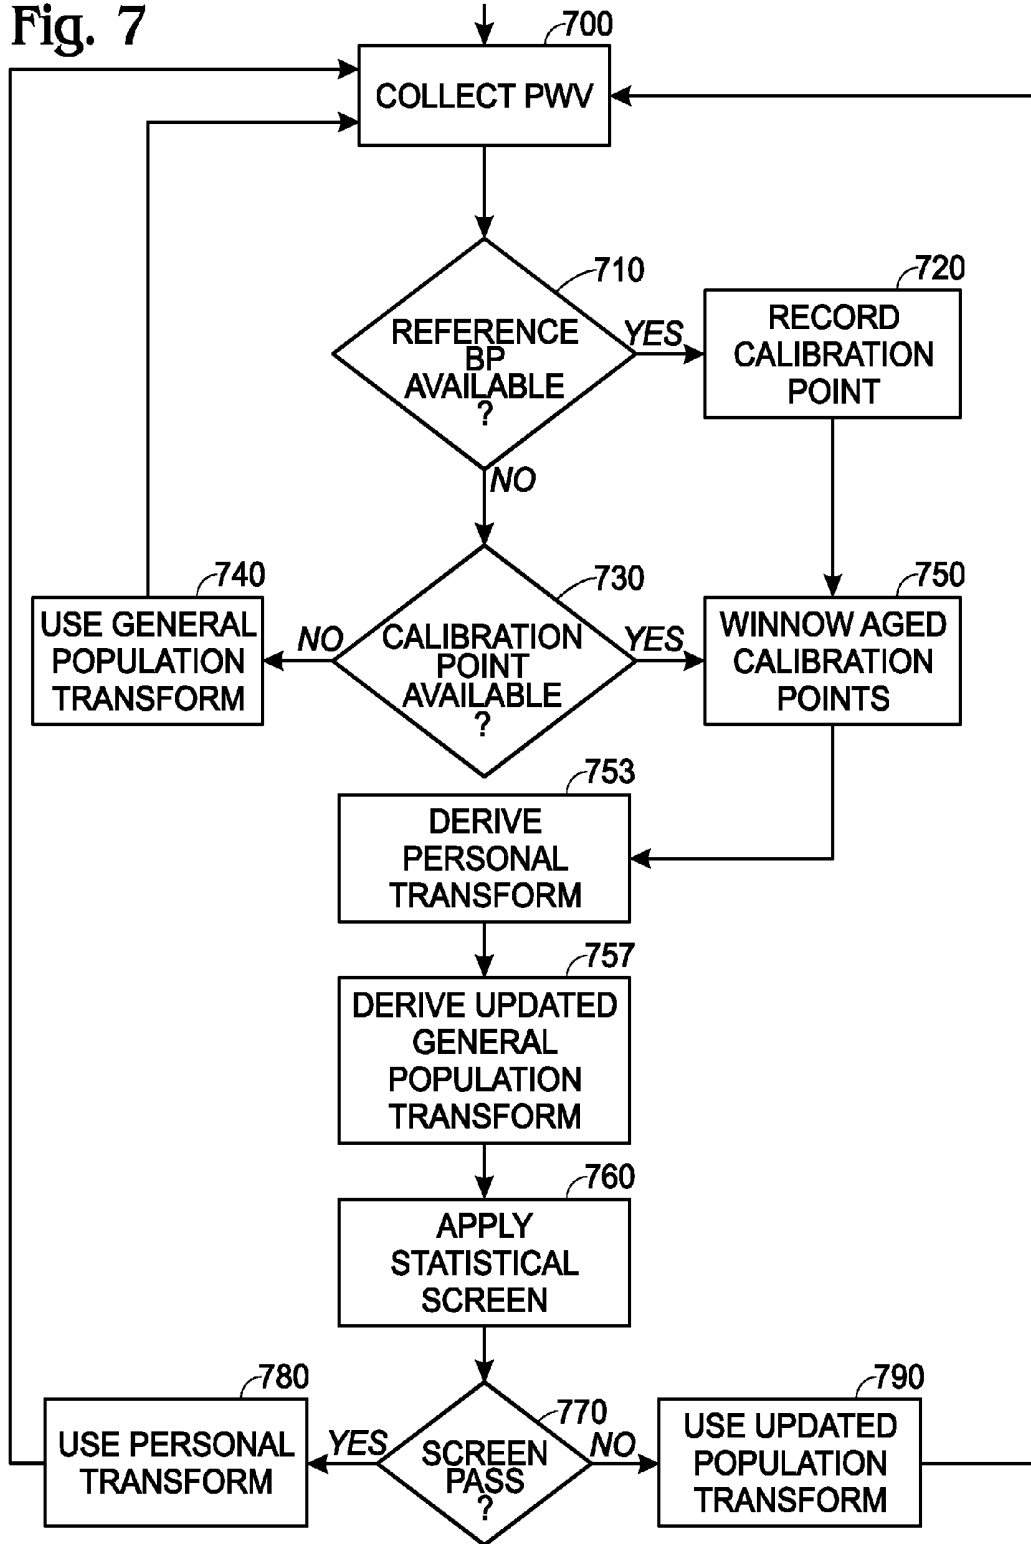 Fig. 7
700
COLLECT PWV
710
REFERENCE
BP
AVAILABLE
?
YES
720
RECORD
CALIBRATION
POINT
NO
730
CALIBRATION
POINT
AVAILABLE
?
NO
YES
740
USE GENERAL
POPULATION
TRANSFORM
750
WINNOW AGED
CALIBRATION
POINTS
753
DERIVE
PERSONAL
TRANSFORM
757
DERIVE UPDATED
GENERAL
POPULATION
TRANSFORM
760
APPLY
STATISTICAL
SCREEN
770
SCREEN
PASS
?
YES
NO
780
USE PERSONAL
TRANSFORM
790
USE UPDATED
POPULATION
TRANSFORM